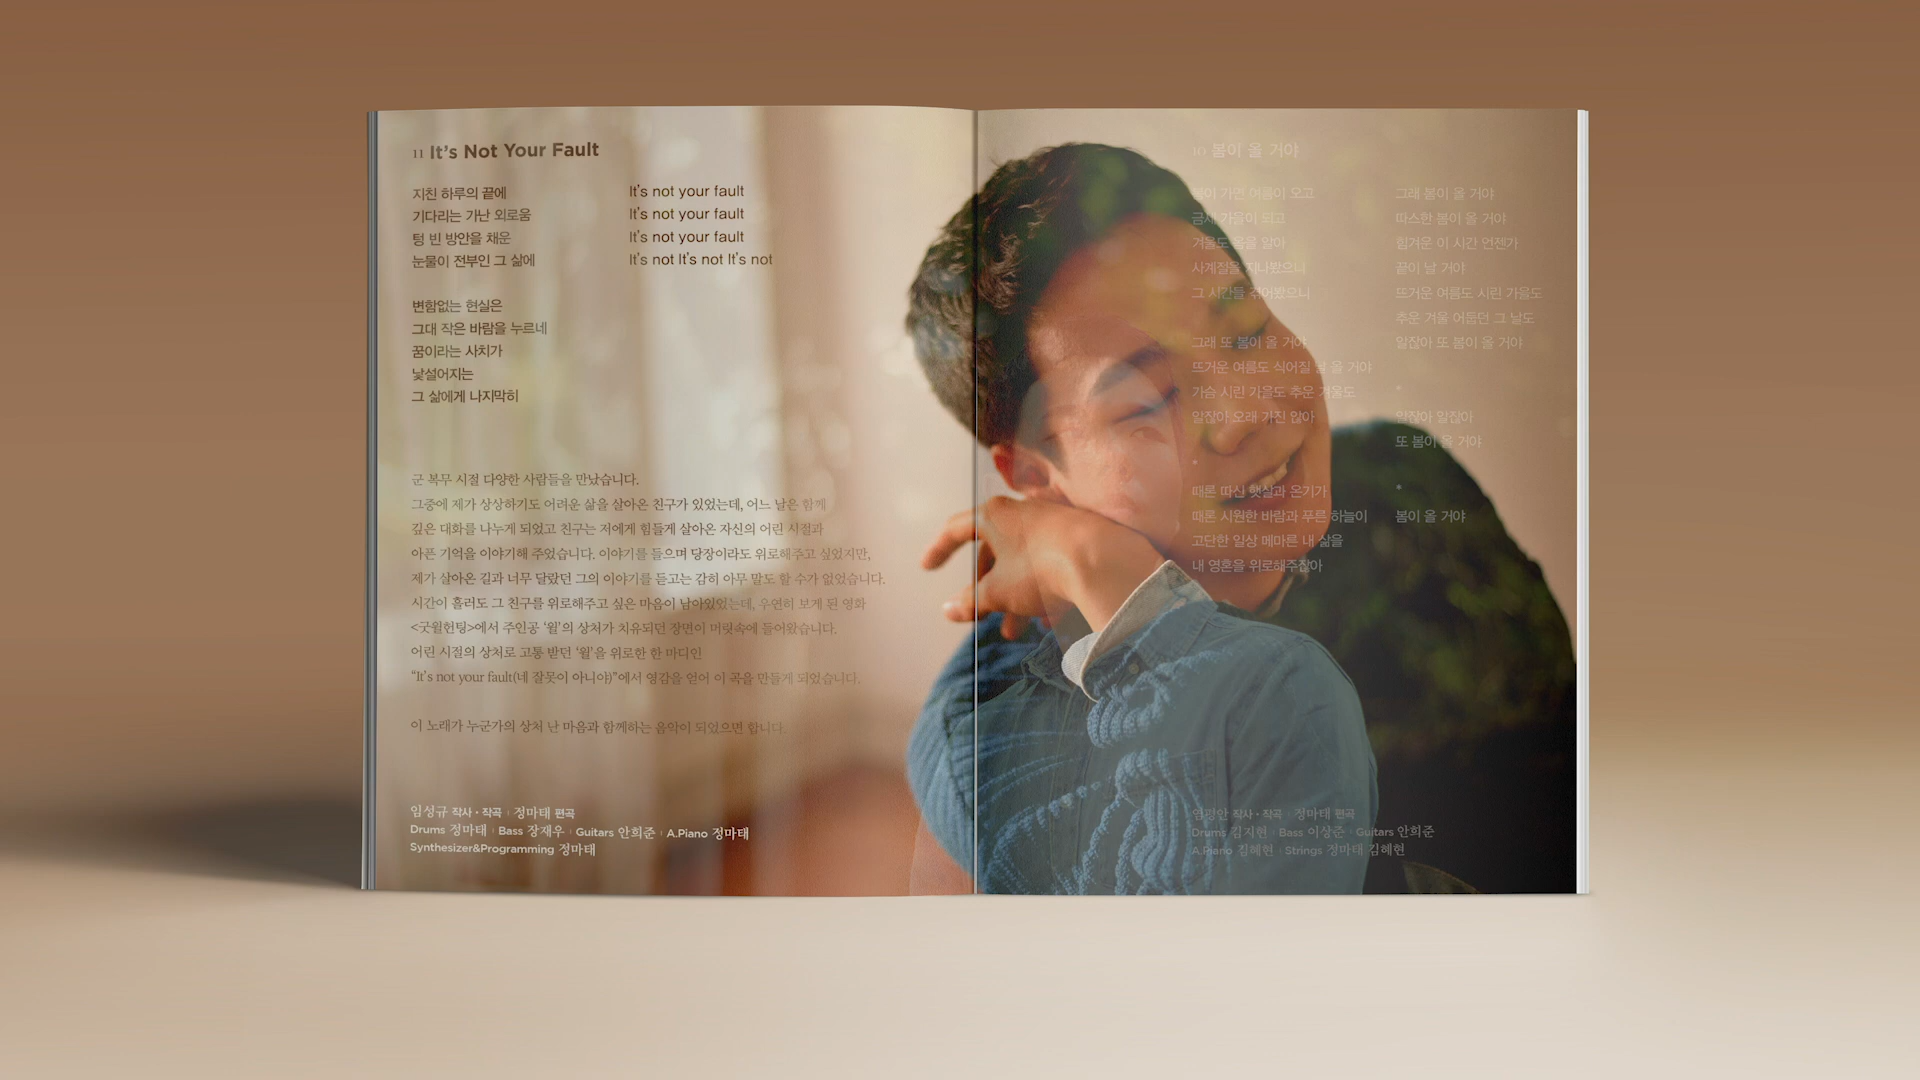 11 It's Not Your Fault
지친 하루의 끝에
기다리는 가난 외로움
텅 빈 방안을 채운
눈물이 전부인 그 삶에
변함없는 현실은
그대 작은 바람을 누르네
꿈이라는 사치가
낯설어지는
그 삶에게 나지막히
It's not your fault
It's not your fault
It's not your fault
It's not It's not It's not
군 복무 시절 다양한 사람들을 만났습니다.
그중에 제가 상상하기도 어려운 삶을 살아온 친구가 있었는데, 어느 날은 함께
깊은 대화를 나누게 되었고 친구는 저에게 힘들게 살아온 자신의 어린 시절과
아픈 기억을 이야기해 주었습니다. 이야기를 들으며 당장이라도 위로해주고 싶었지만,
제가 살아온 길과 너무 달랐던 그의 이야기를 듣고는 감히 아무 말도 할 수가 없었습니다.
시간이 흘러도 그 친구를 위로해주고 싶은 마음이 남아있었는데, 우연히 보게 된 영화
<굿윌헌팅>에서 주인공 '윌'의 상처가 치유되던 장면이 머릿속에 들어왔습니다.
어린 시절의 상처로 고통 받던 '윌'을 위로한 한 마디인
"It's not your fault(네 잘못이 아니야)"에서 영감을 얻어 이 곡을 만들게 되었습니다.
이 노래가 누군가의 상처 난 마음과 함께하는 음악이 되었으면 합니다.
임성규 작사·작곡 | 정마태 편곡
Drums 정마태 | Bass 장재우 | Guitars 안희준 | A.Piano 정마태
Synthesizer&Programming 정마태
10 봄이 올 거야
봄이 가면 여름이 오고
금새 가을이 되고
겨울도 옴을 알아
사계절을 지나봤으니
그 시간들 겪어왔으니
그래 또 봄이 올 거야
뜨거운 여름도 식어질 날 올 거야
가슴 시린 가을도 추운 겨울도
알잖아 오래 가진 않아
*
때론 따신 햇살과 온기가
때론 시원한 바람과 푸른 하늘이
고단한 일상 메마른 내 삶을
내 영혼을 위로해주잖아
그래 봄이 올 거야
따스한 봄이 올 거야
힘겨운 이 시간 언젠가
끝이 날 거야
뜨거운 여름도 시린 가을도
추운 겨울 어둡던 그 날도
알잖아 또 봄이 올 거야
*
알잖아 알잖아
또 봄이 올 거야
*
봄이 올 거야
작사·작곡 | 정마태 편곡
Drums 김지현 | Bass 이상준 | Guitars 안희준
A.Piano 김혜현 | Strings 정마태 김혜현